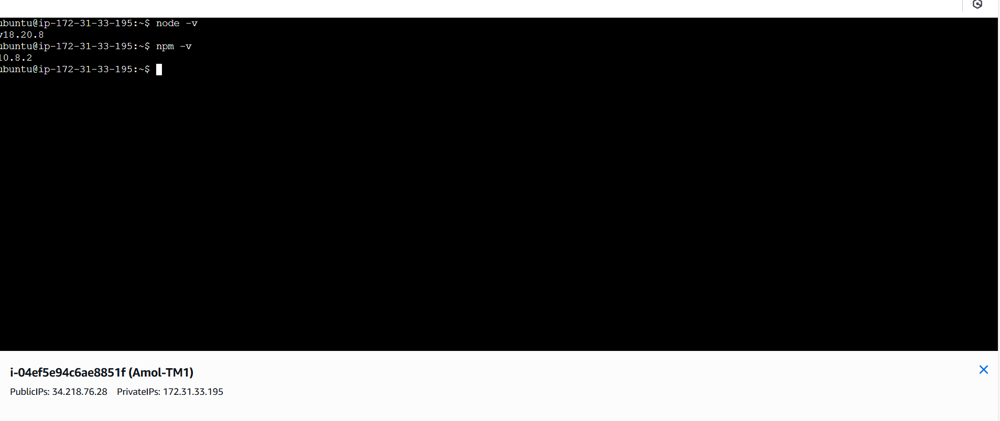 ubuntu@ip-172-31-33-195:~$ node -v
v18.20.8
ubuntu@ip-172-31-33-195:~$ npm -v
10.8.2
ubuntu@ip-172-31-33-195:~$
i-04ef5e94c6ae8851f (Amol-TM1)
PublicIPs: 34.218.76.28 PrivateIPs: 172.31.33.195